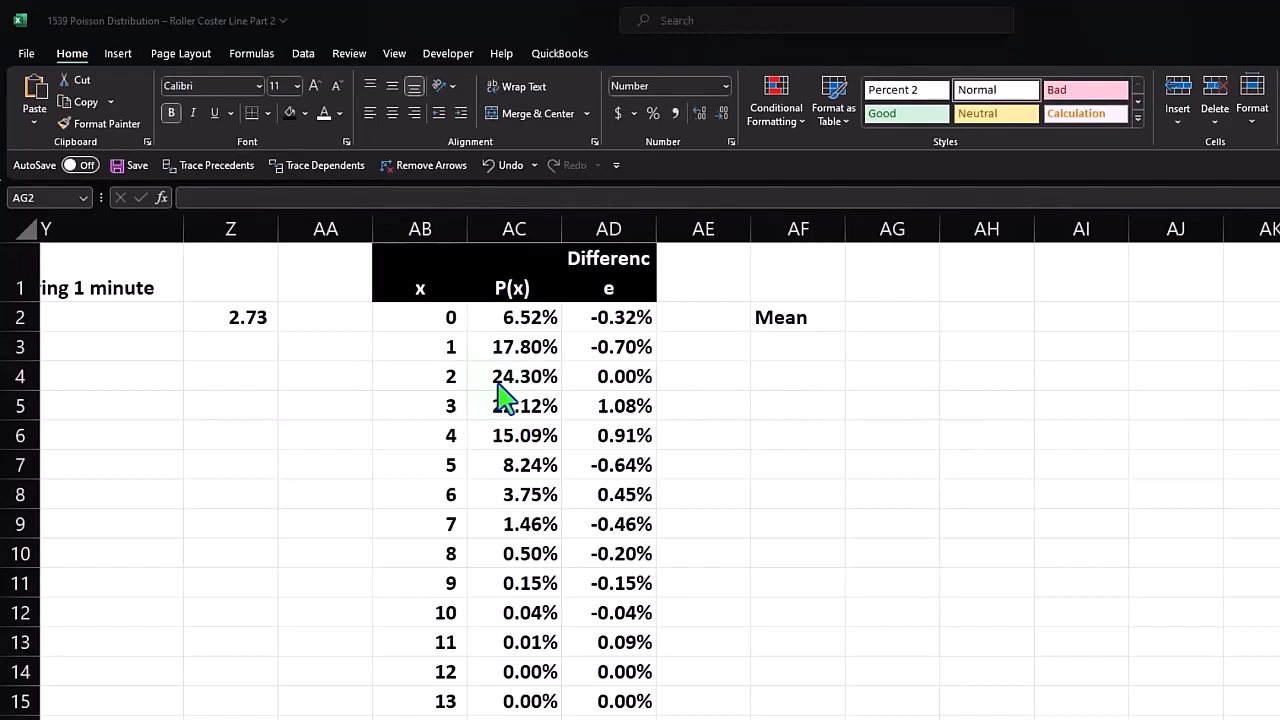 1539 Poisson Distribution – Roller Coster Line Part 2
Search
File Home Insert Page Layout Formulas Data Review View Developer Help QuickBooks
Paste
Cut
Copy
Format Painter
Clipboard
Calibri 11
B I U
Font
Wrap Text
Merge & Center
Alignment
Number
$ %
Number
Conditional
Formatting
Format as
Table
Percent 2 Normal Bad
Good Neutral Calculation
Styles
Insert Delete Format
Cells
AutoSave Off Save Trace Precedents Trace Dependents Remove Arrows Undo Redo
AG2 fx
Y Z AA AB AC AD AE AF AG AH AI AJ AK
1 ing 1 minute x P(x) Differenc
e
2 2.73 0 6.52% -0.32% Mean
3 1 17.80% -0.70%
4 2 24.30% 0.00%
5 3 .12% 1.08%
6 4 15.09% 0.91%
7 5 8.24% -0.64%
8 6 3.75% 0.45%
9 7 1.46% -0.46%
10 8 0.50% -0.20%
11 9 0.15% -0.15%
12 10 0.04% -0.04%
13 11 0.01% 0.09%
14 12 0.00% 0.00%
15 13 0.00% 0.00%